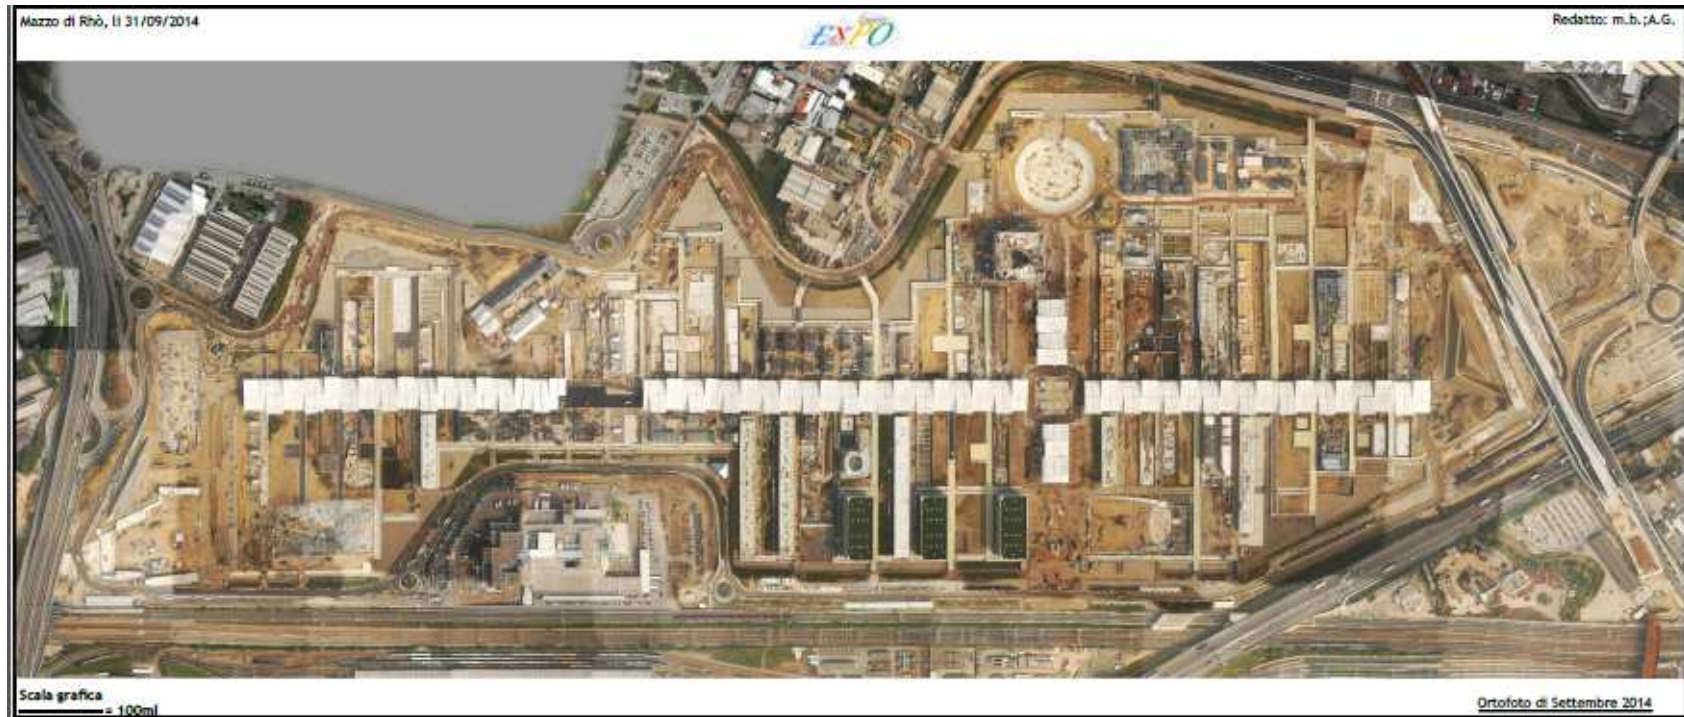 Mazzo di Rhò, li 31/09/2014
EXPO
Redatto: m.b.;A.G.
Scala grafica
= 100ml
Ortofoto di Settembre 2014